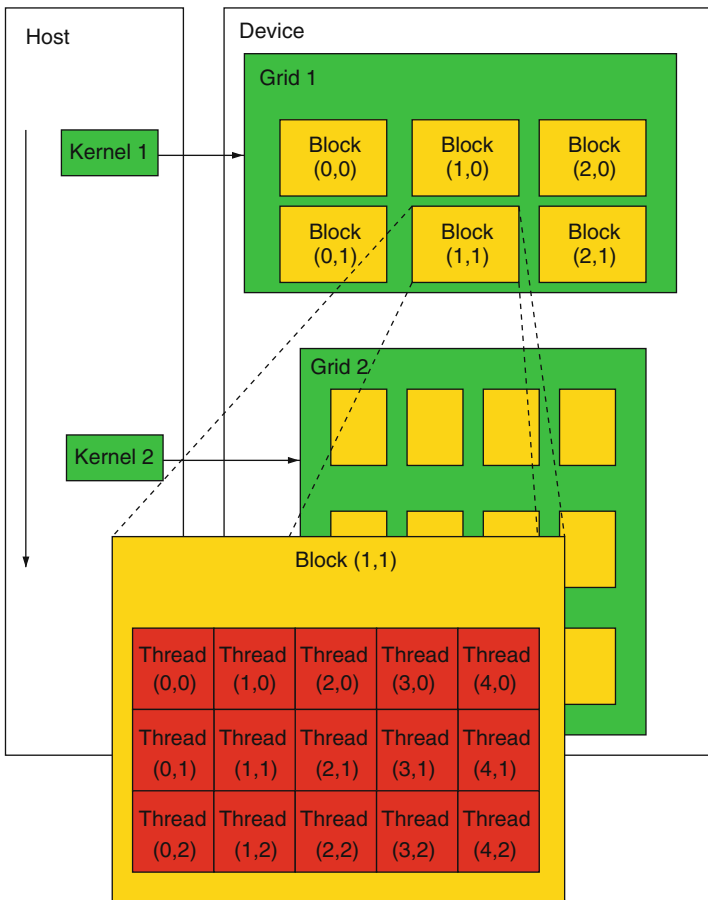 Host
Device
Grid 1
Kernel 1
Block
(0,0)
Block
(1,0)
Block
(2,0)
Block
(0,1)
Block
(1,1)
Block
(2,1)
Grid 2
Kernel 2
Block (1,1)
Thread
(0,0)
Thread
(1,0)
Thread
(2,0)
Thread
(3,0)
Thread
(4,0)
Thread
(0,1)
Thread
(1,1)
Thread
(2,1)
Thread
(3,1)
Thread
(4,1)
Thread
(0,2)
Thread
(1,2)
Thread
(2,2)
Thread
(3,2)
Thread
(4,2)